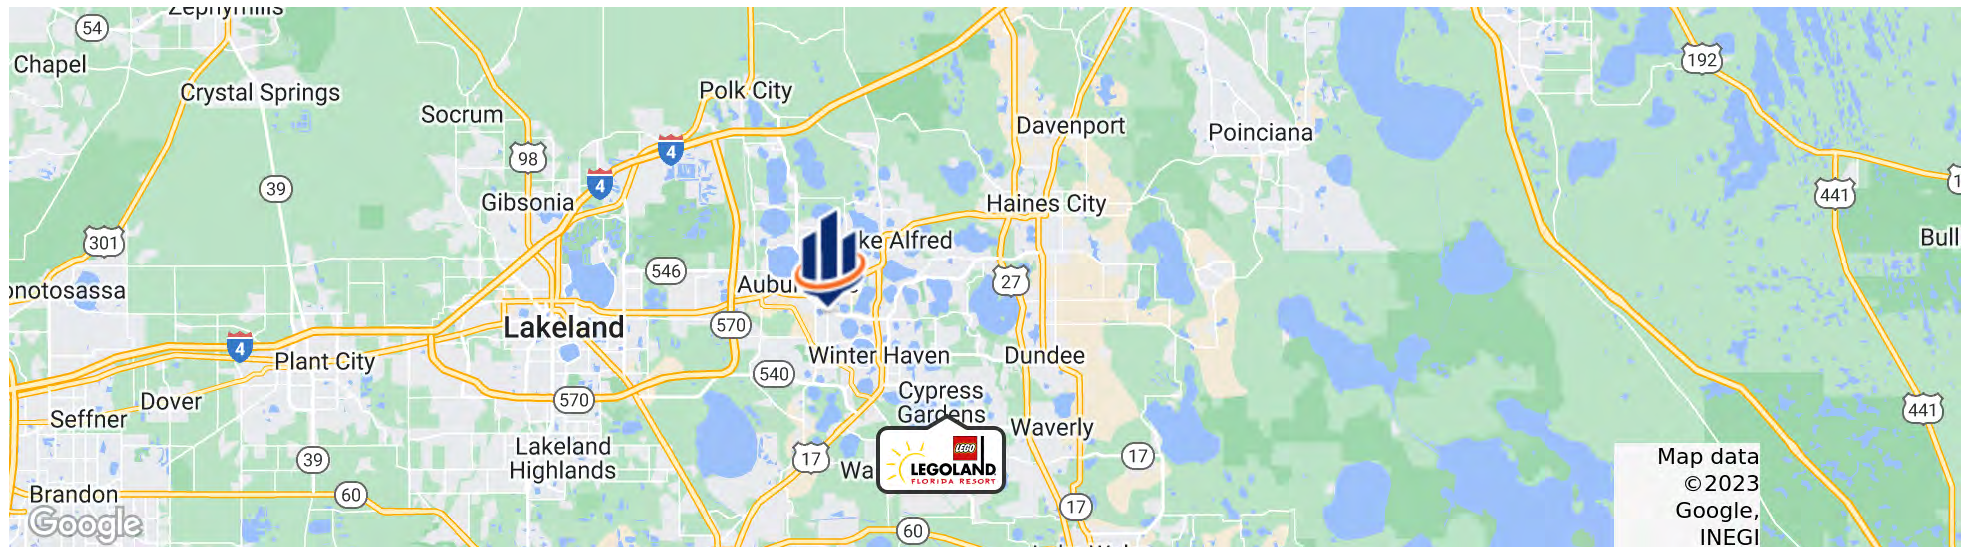 Zephyrhills
54
192
Chapel
Crystal Springs
Polk City
Socrum
Davenport
Poinciana
98
4
4
39
441
Gibsonia
Haines City
301
ke Alfred
Bull
546
27
onotosassa
Aubu
Lakeland
570
4
Plant City
Winter Haven
Dundee
540
Cypress
Gardens
570
Dover
441
Seffner
Waverly
Lakeland
Highlands
39
17
Wa
LEGO
LEGOLAND
FLORIDA RESORT
17
Map data
©2023
Google,
INEGI
Brandon
60
17
Google
60